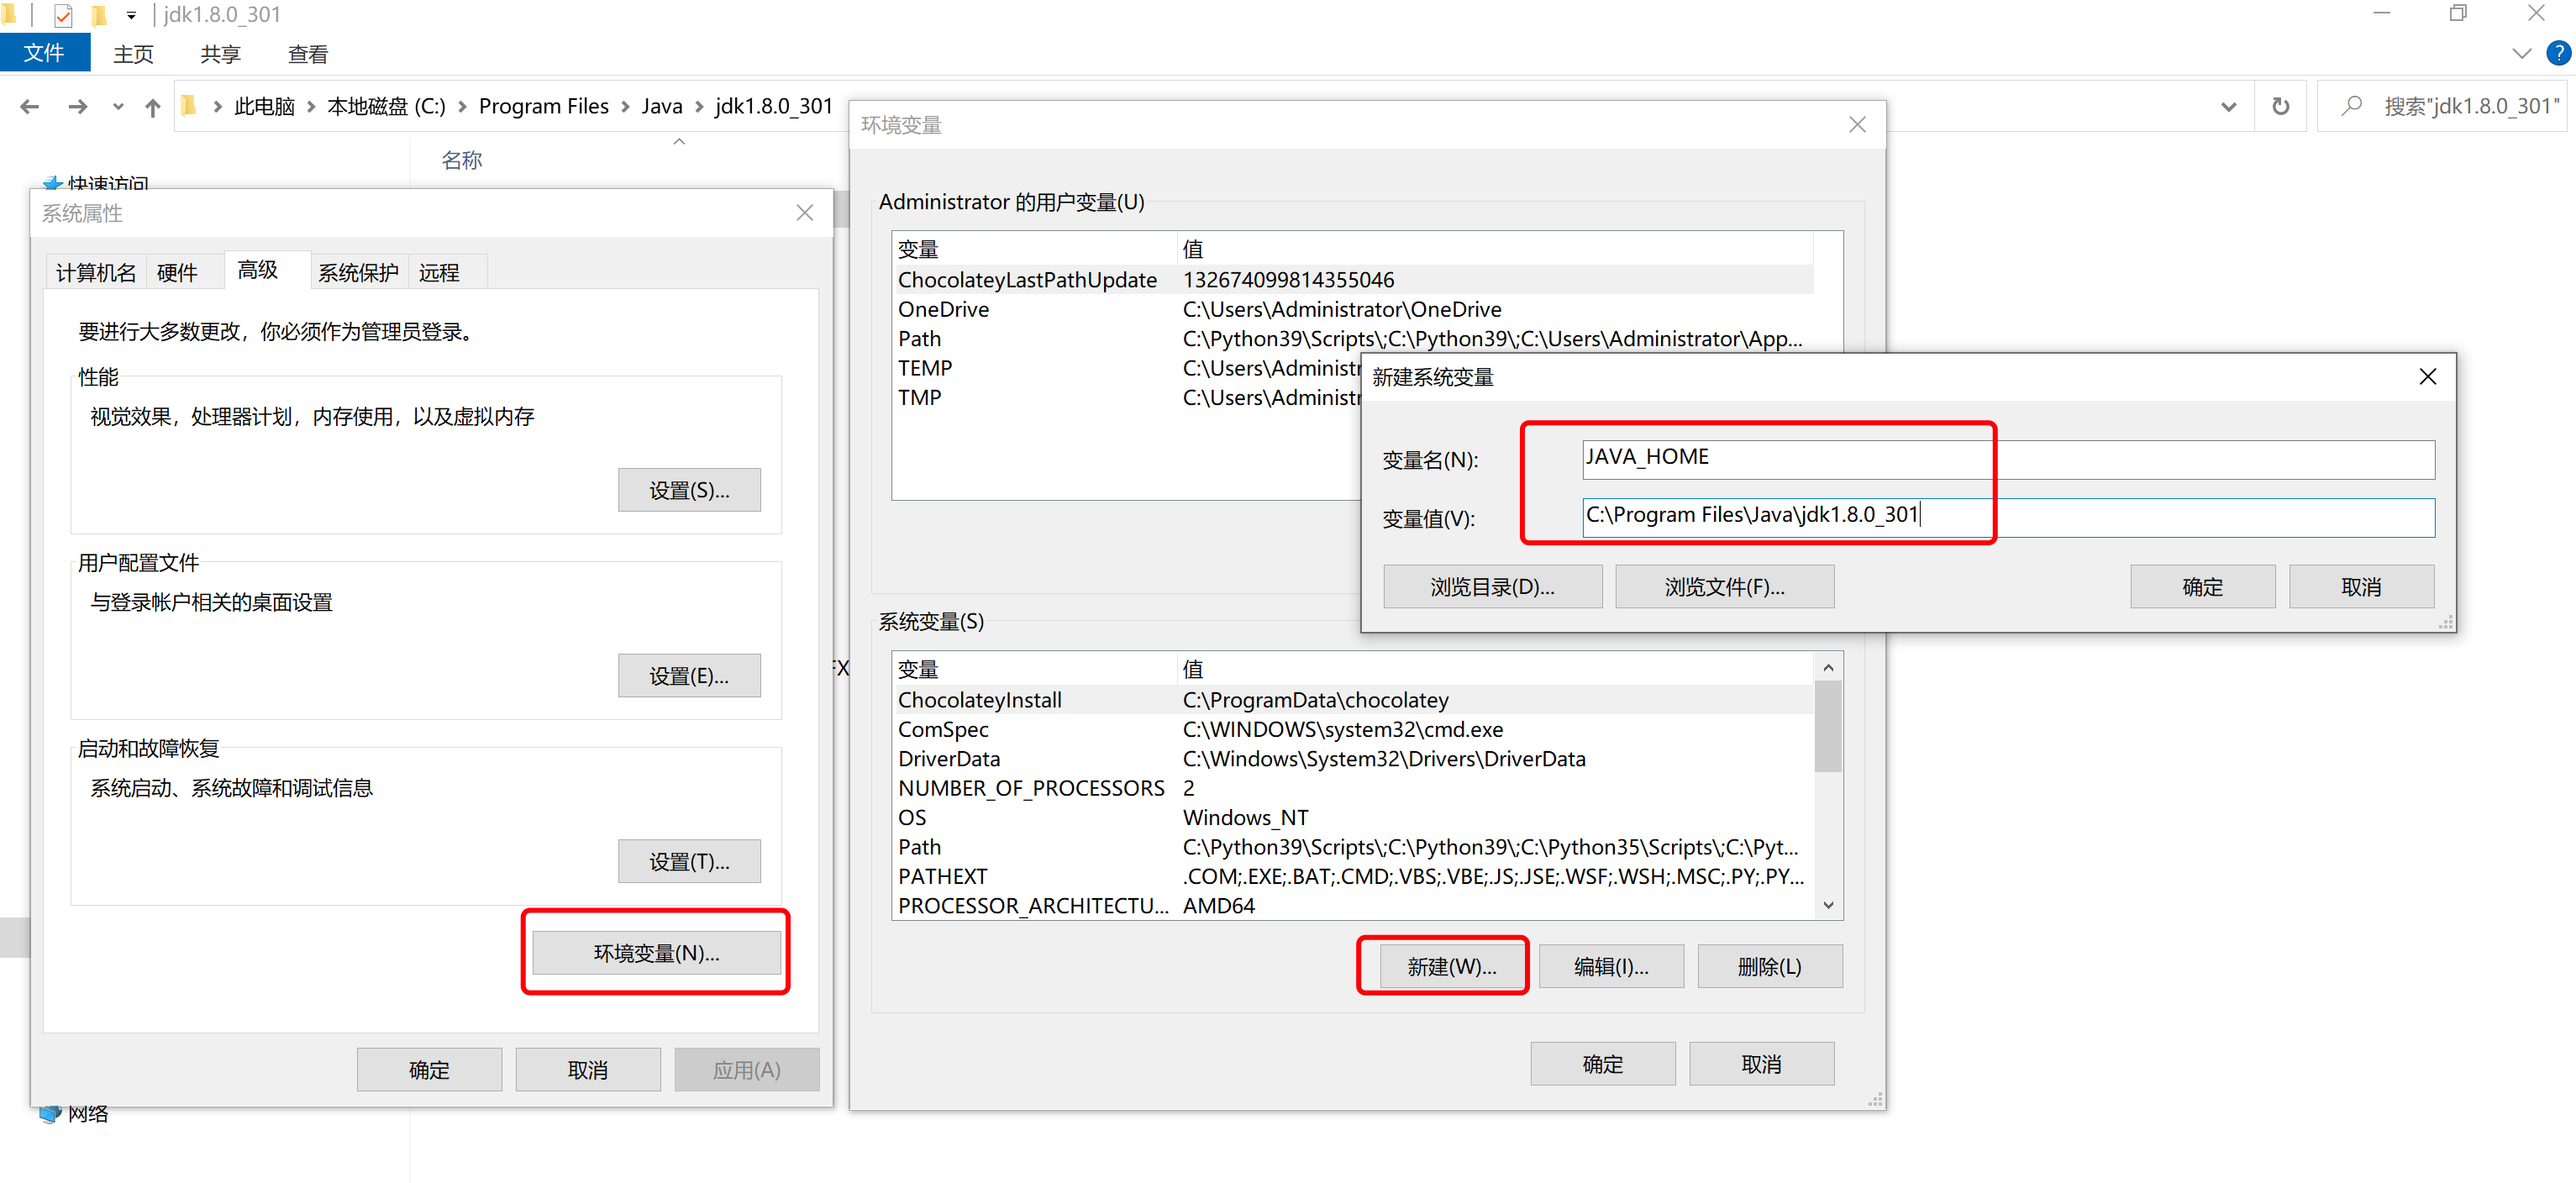 jdk1.8.0_301
文件 主页 共享 查看
此电脑 本地磁盘 (C:) Program Files Java jdk1.8.0_301
搜索"jdk1.8.0_301"
名称
快速访问
系统属性
计算机名 硬件 高级 系统保护 远程
要进行大多数更改，你必须作为管理员登录。
性能
视觉效果，处理器计划，内存使用，以及虚拟内存
设置(S)...
用户配置文件
与登录帐户相关的桌面设置
设置(E)...
启动和故障恢复
系统启动、系统故障和调试信息
设置(T)...
环境变量(N)...
确定 取消 应用(A)
网络
FX
环境变量
Administrator 的用户变量(U)
变量 值
ChocolateyLastPathUpdate 132674099814355046
OneDrive C:\Users\Administrator\OneDrive
Path C:\Python39\Scripts\;C:\Python39\;C:\Users\Administrator\App...
TEMP C:\Users\Administr
TMP C:\Users\Administr
新建系统变量
变量名(N): JAVA_HOME
变量值(V): C:\Program Files\Java\jdk1.8.0_301
浏览目录(D)... 浏览文件(F)... 确定 取消
系统变量(S)
变量 值
ChocolateyInstall C:\ProgramData\chocolatey
ComSpec C:\WINDOWS\system32\cmd.exe
DriverData C:\Windows\System32\Drivers\DriverData
NUMBER_OF_PROCESSORS 2
OS Windows_NT
Path C:\Python39\Scripts\;C:\Python39\;C:\Python35\Scripts\;C:\Pyt...
PATHEXT .COM;.EXE;.BAT;.CMD;.VBS;.VBE;.JS;.JSE;.WSF;.WSH;.MSC;.PY;.PY...
PROCESSOR_ARCHITECTU... AMD64
新建(W)... 编辑(I)... 删除(L)
确定 取消